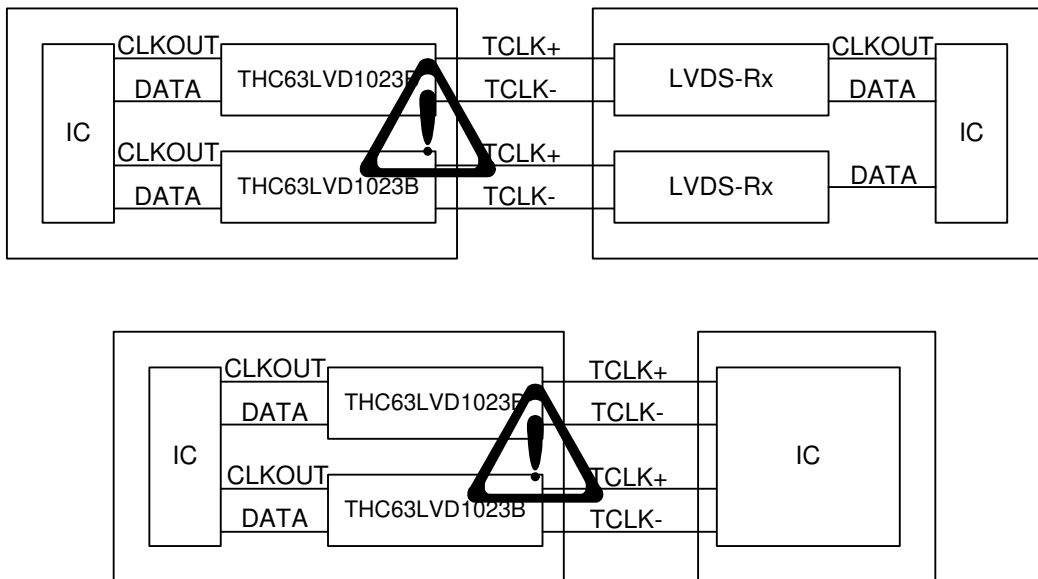 CLKOUT THC63LVD1023B TCLK+ LVDS-Rx CLKOUT
DATA TCLK- DATA
IC IC
CLKOUT THC63LVD1023B TCLK+ LVDS-Rx DATA
DATA TCLK-
CLKOUT THC63LVD1023B TCLK+
DATA TCLK-
IC IC
CLKOUT THC63LVD1023B TCLK+
DATA TCLK-